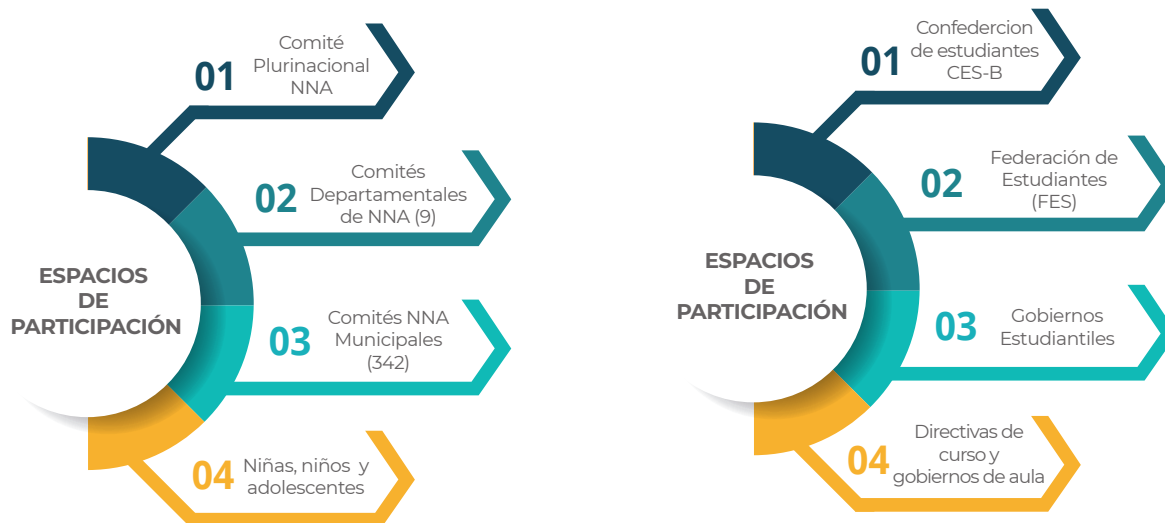 ESPACIOS
DE
PARTICIPACIÓN
01
Comité
Plurinacional
NNA
02
Comités
Departamentales
de NNA (9)
03
Comités NNA
Municipales
(342)
04
Niñas, niños y
adolescentes
ESPACIOS
DE
PARTICIPACIÓN
01
Confedercion
de estudiantes
CES-B
02
Federación de
Estudiantes
(FES)
03
Gobiernos
Estudiantiles
04
Directivas de
curso y
gobiernos de aula